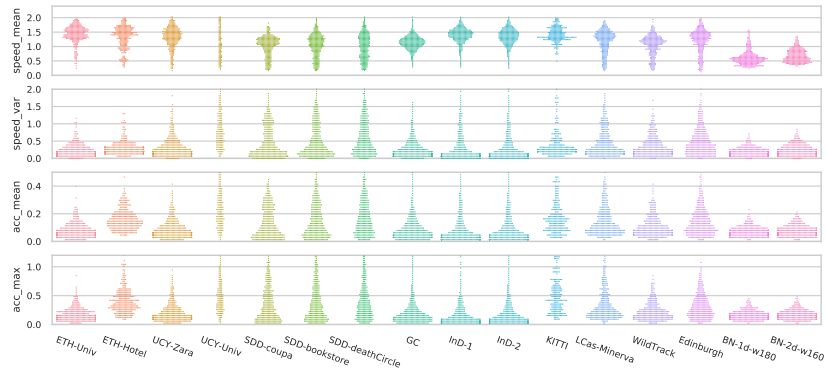 speed_mean
2.0
1.5
1.0
0.5
0.0
speed_var
2.0
1.5
1.0
0.5
0.0
acc_mean
0.4
0.2
0.0
acc_max
1.0
0.5
0.0
ETH-Univ
ETH-Hotel
UCY-Zara
UCY-Univ
SDD-coupa
SDD-bookstore
SDD-deathCircle
GC
InD-1
InD-2
KITTI
LCas-Minerva
WildTrack
Edinburgh
BN-1d-w180
BN-2d-w160